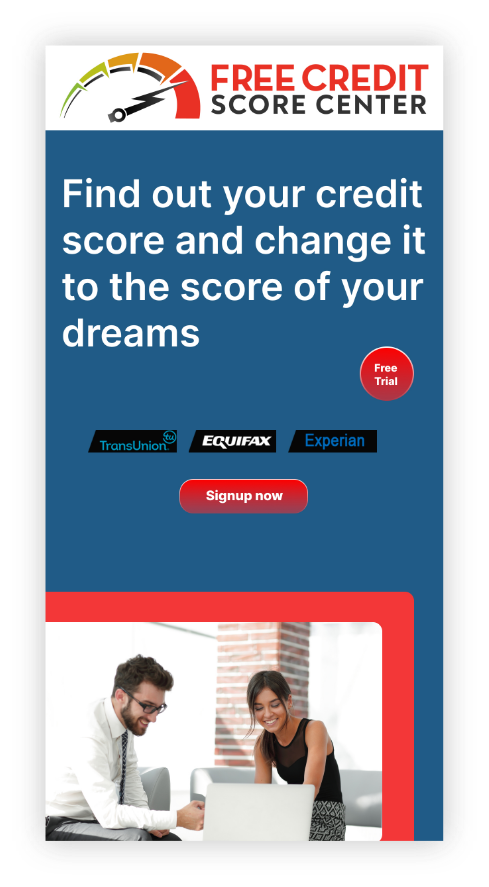 FREE CREDIT
SCORE CENTER
Find out your credit
score and change it
to the score of your
dreams
Free
Trial
TransUnion tu
EQUIFAX
Experian
Signup now